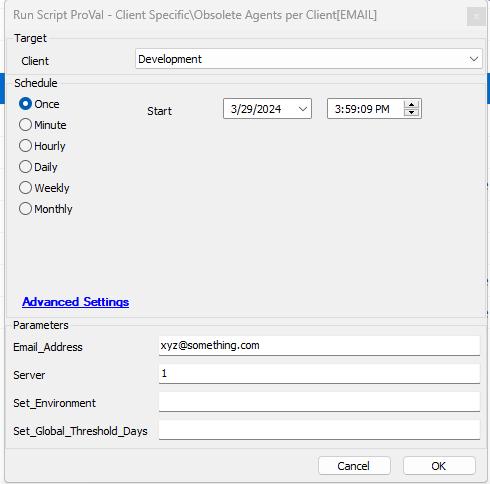 Run Script ProVal - Client Specific\Obsolete Agents per Client[EMAIL]
Target
Client
Development
Schedule
Once
Start
3/29/2024
3:59:09 PM
Minute
Hourly
Daily
Weekly
Monthly
Advanced Settings
Parameters
Email_Address
xyz@something.com
Server
1
Set_Environment
Set_Global_Threshold_Days
Cancel
OK